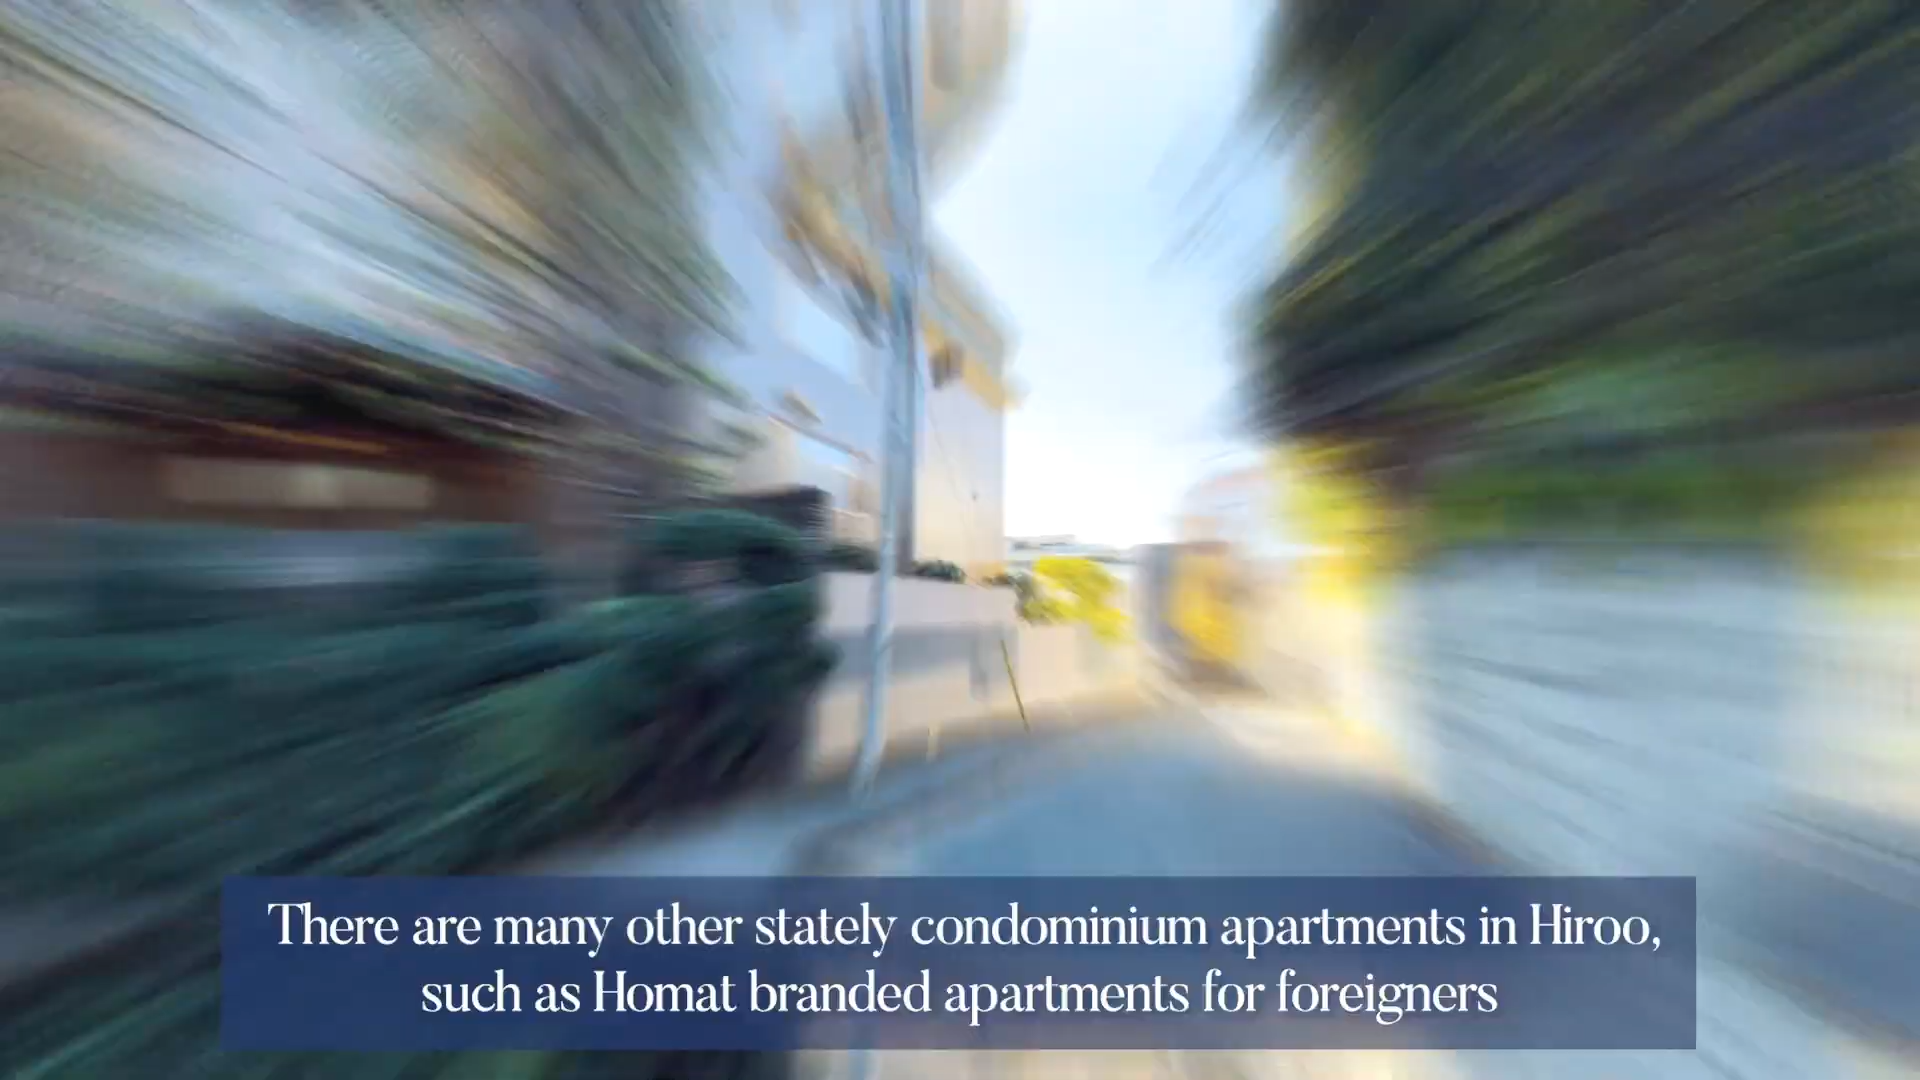 There are many other stately condominium apartments in Hiroo,
such as Homat branded apartments for foreigners